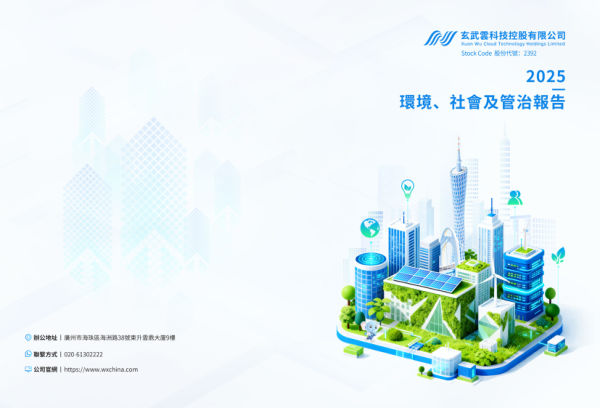 玄武雲科技控股有限公司
Xuan Wu Cloud Technology Holdings Limited
Stock Code 股份代號：2392
2025
環境、社會及管治報告
辦公地址 | 廣州市海珠區海洲路38號東升雲鼎大廈9樓
聯繫方式 | 020-61302222
公司官網 | https://www.wxchina.com